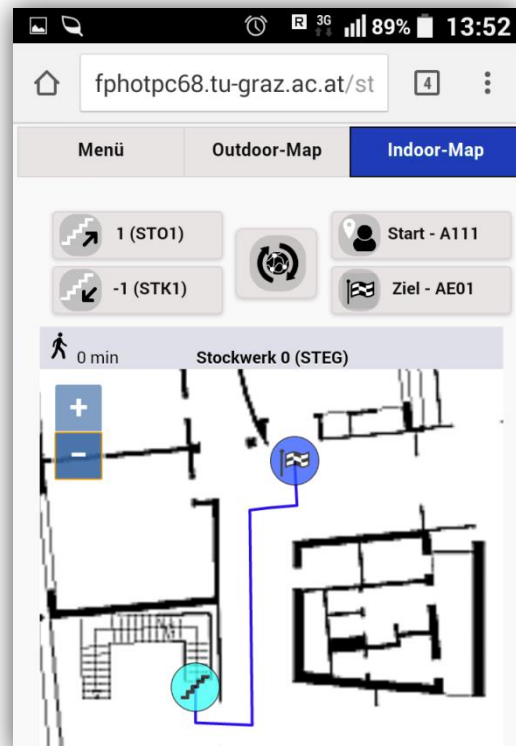 R 3G 89% 13:52
fphotpc68.tu-graz.ac.at/st 4
Menü Outdoor-Map Indoor-Map
1 (STO1) Start - A111
-1 (STK1) Ziel - AE01
0 min Stockwerk 0 (STEG)
+
-